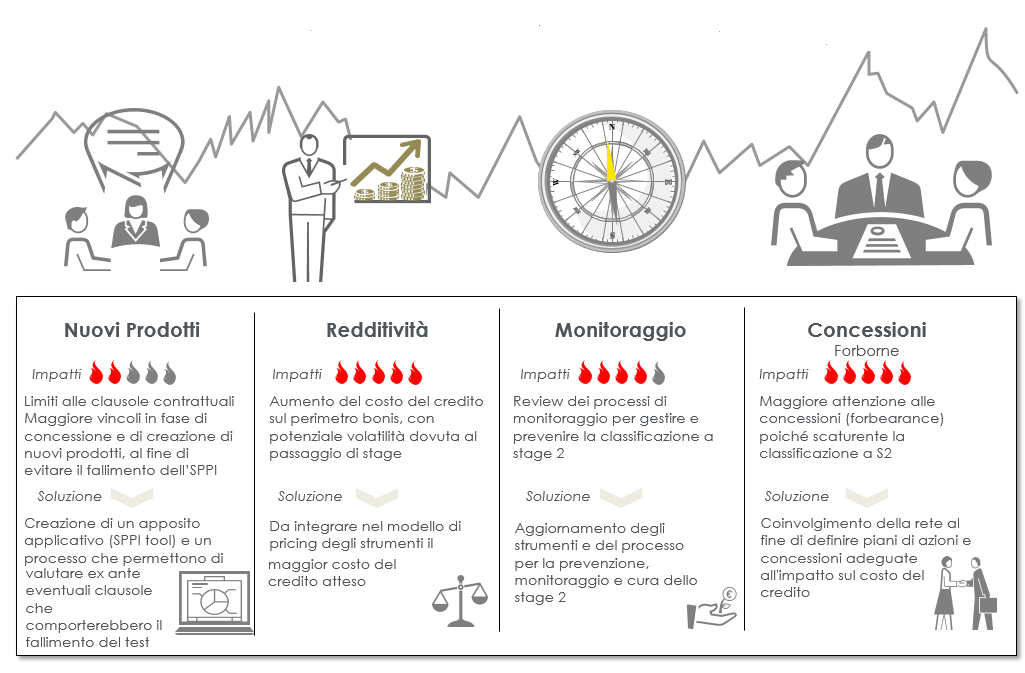 N
W
S
Nuovi Prodotti
Impatti
Limiti alle clausole contrattuali
Maggiore vincoli in fase di
concessione e di creazione di
nuovi prodotti, al fine di
evitare il fallimento dell'SPPI
Soluzione
Creazione di un apposito
applicativo (SPPI tool) e un
processo che permettono di
valutare ex ante
eventuali clausole
che
comporterebbero il
fallimento del test
Redditività
Impatti
Aumento del costo del credito
sul perimetro bonis, con
potenziale volatilità dovuta al
passaggio di stage
Soluzione
Da integrare nel modello di
pricing degli strumenti il
maggior costo del
credito atteso
Monitoraggio
Impatti
Review dei processi di
monitoraggio per gestire e
prevenire la classificazione a
stage 2
Soluzione
Aggiornamento degli
strumenti e del processo
per la prevenzione,
monitoraggio e cura dello
stage 2
€
Concessioni
Forborne
Impatti
Maggiore attenzione alle
concessioni (forbearance)
poiché scaturente la
classificazione a S2
Soluzione
Coinvolgimento della rete al
fine di definire piani di azioni e
concessioni adeguate
all'impatto sul costo del
credito